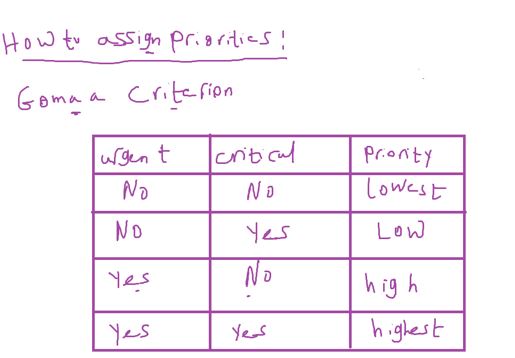 How to assign Priorities!
Gomaa Criterion
urgent critical Priority
No No lowest
NO Yes LOW
Yes No high
yes yes highest